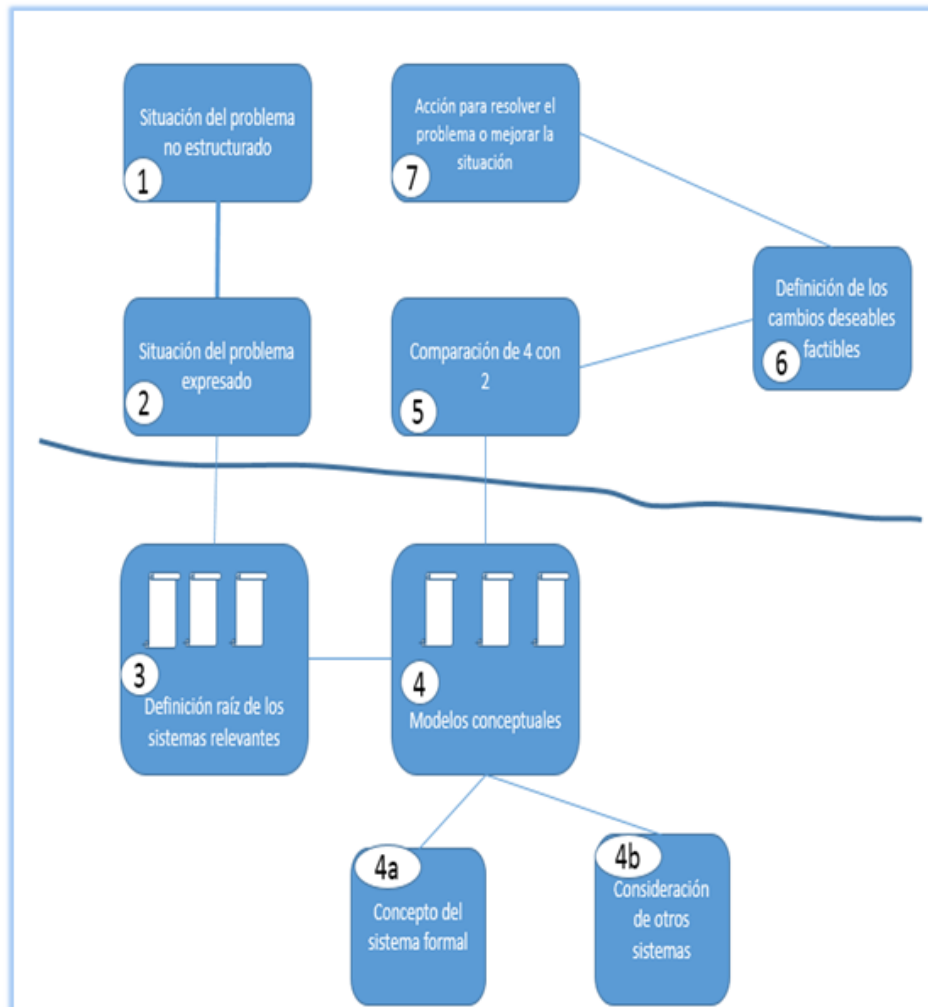 Situación del problema
no estructurado
1
Acción para resolver el
problema o mejorar la
situación
7
Situación del problema
expresado
2
Comparación de 4 con
2
5
Definición de los
cambios deseables
factibles
6
3
Definición raíz de los
sistemas relevantes
4
Modelos conceptuales
4a
Concepto del
sistema formal
4b
Consideración
de otros
sistemas